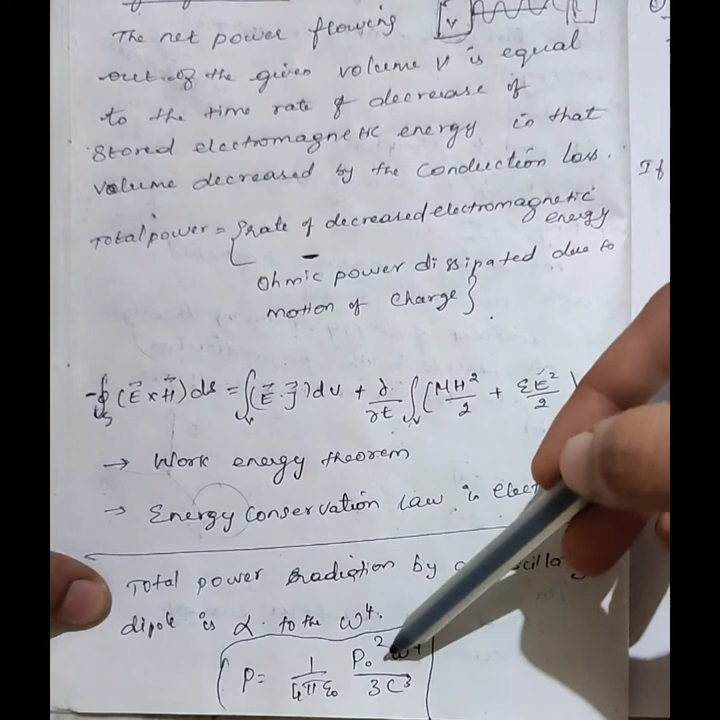 The net power flowing
out of the given volume V is equal
to the time rate of decrease of
stored electromagnetic energy in that
volume decreased by the conduction loss.
If
Total power = {rate of decreased electromagnetic
energy
-
Ohmic power dissipated due to
motion of charge}.
-∮s (E⃗ x H⃗) ds = ∫v (E⃗ . J⃗) dv + ∂/∂t ∫v (μH²/2 + εE²/2
→ Work energy theorem
→ Energy conservation law in
Total power radiation by
dipole is α to the ω⁴.
P = 1/4πε₀ P₀²ω⁴/3C³